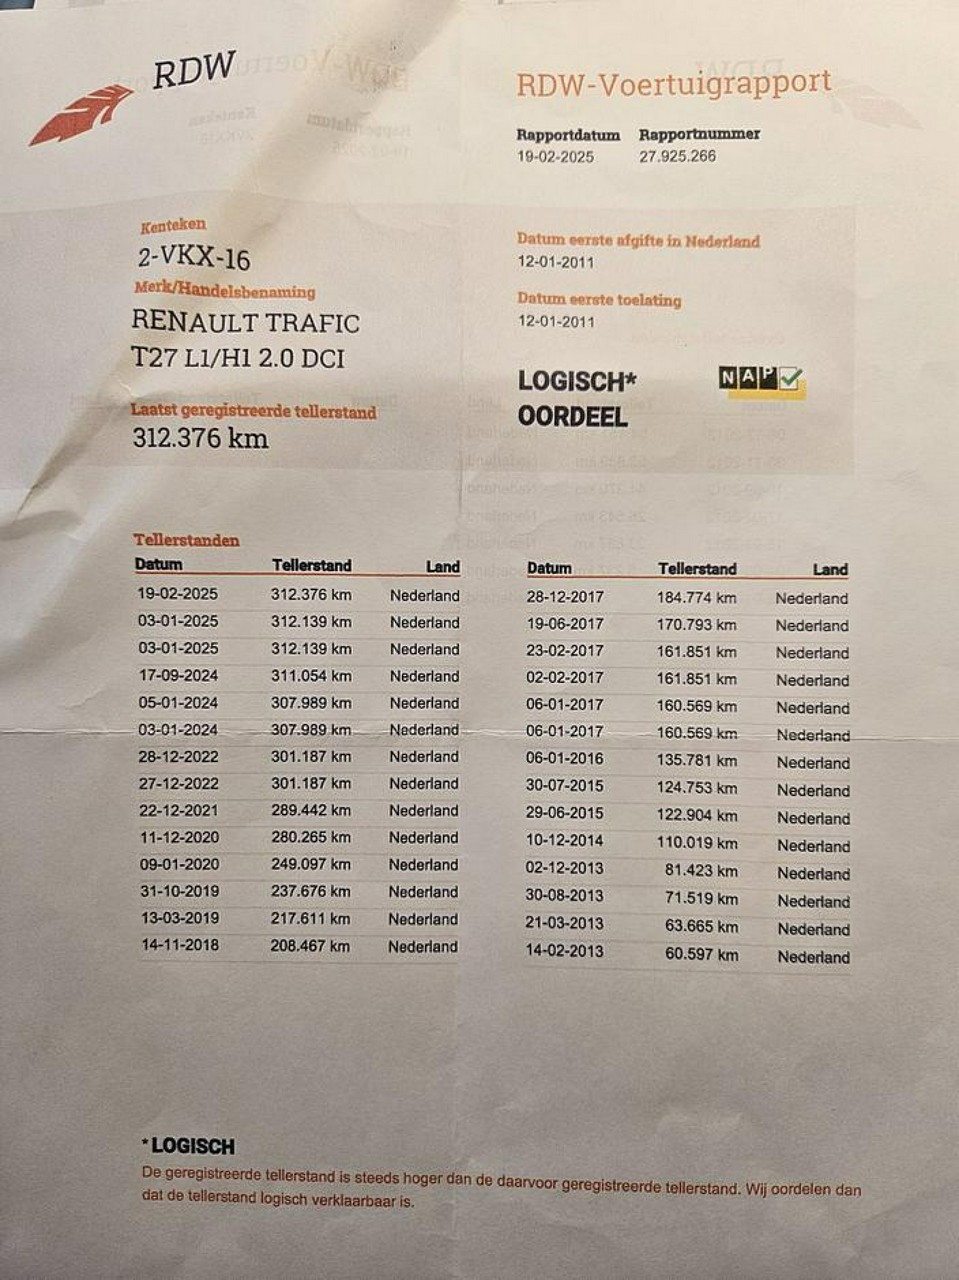 RDW
RDW-Voertuigrapport
Rapportdatum Rapportnummer
19-02-2025 27.925.266
Kenteken
2-VKX-16
Merk/Handelsbenaming
RENAULT TRAFIC
T27 L1/H1 2.0 DCI
Laatst geregistreerde tellerstand
312.376 km
Datum eerste afgifte in Nederland
12-01-2011
Datum eerste toelating
12-01-2011
LOGISCH*
OORDEEL
NAP
Tellerstanden
Datum Tellerstand Land
19-02-2025 312.376 km Nederland
03-01-2025 312.139 km Nederland
03-01-2025 312.139 km Nederland
17-09-2024 311.054 km Nederland
05-01-2024 307.989 km Nederland
03-01-2024 307.989 km Nederland
28-12-2022 301.187 km Nederland
27-12-2022 301.187 km Nederland
22-12-2021 289.442 km Nederland
11-12-2020 280.265 km Nederland
09-01-2020 249.097 km Nederland
31-10-2019 237.676 km Nederland
13-03-2019 217.611 km Nederland
14-11-2018 208.467 km Nederland
Datum Tellerstand Land
28-12-2017 184.774 km Nederland
19-06-2017 170.793 km Nederland
23-02-2017 161.851 km Nederland
02-02-2017 161.851 km Nederland
06-01-2017 160.569 km Nederland
06-01-2017 160.569 km Nederland
06-01-2016 135.781 km Nederland
30-07-2015 124.753 km Nederland
29-06-2015 122.904 km Nederland
10-12-2014 110.019 km Nederland
02-12-2013 81.423 km Nederland
30-08-2013 71.519 km Nederland
21-03-2013 63.665 km Nederland
14-02-2013 60.597 km Nederland
*LOGISCH
De geregistreerde tellerstand is steeds hoger dan de daarvoor geregistreerde tellerstand. Wij oordelen dan
dat de tellerstand logisch verklaarbaar is.